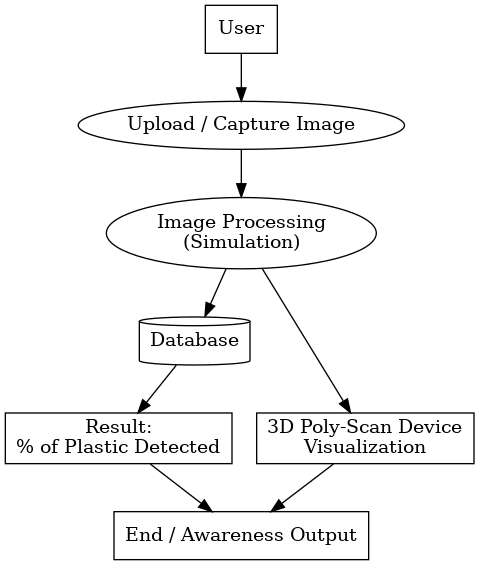 User
Upload / Capture Image
Image Processing
(Simulation)
Database
Result:
% of Plastic Detected
3D Poly-Scan Device
Visualization
End / Awareness Output